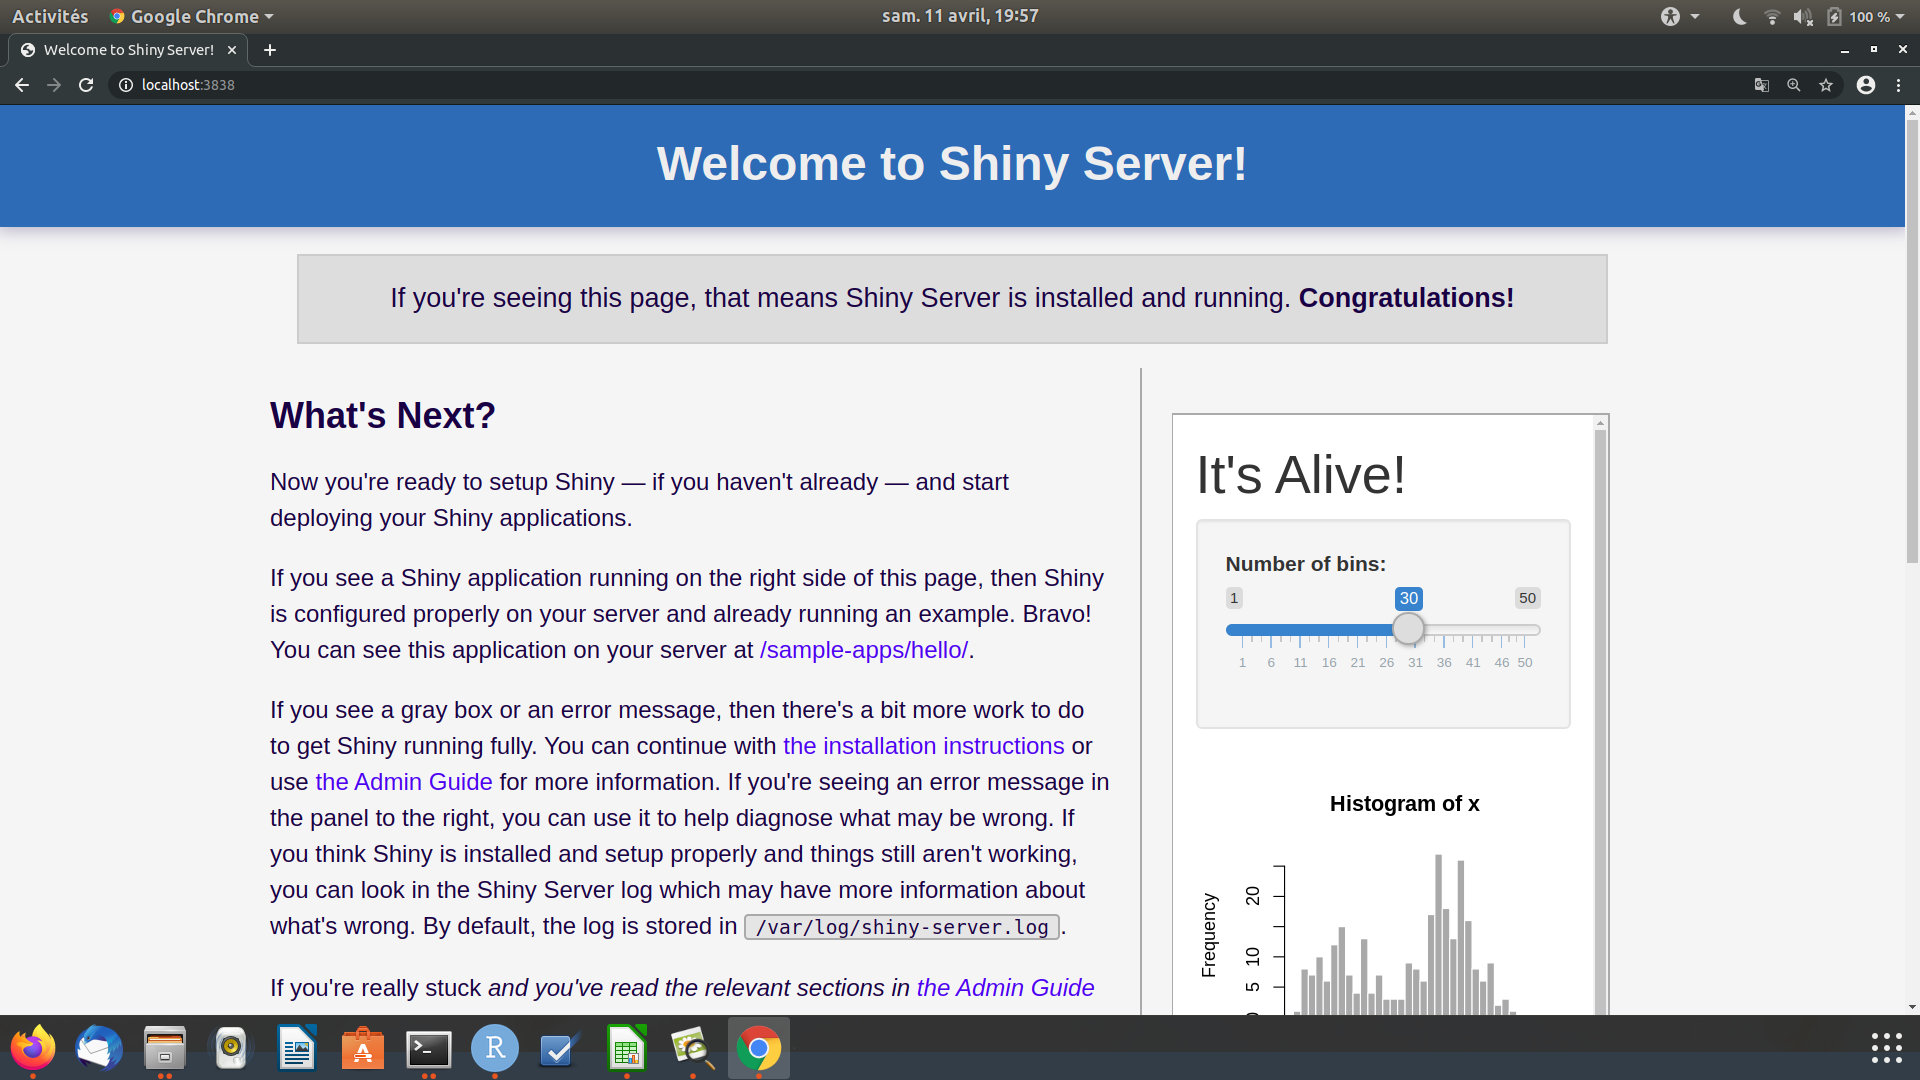 Activités
Google Chrome
sam. 11 avril, 19:57
100 %
Welcome to Shiny Server!
localhost:3838
Welcome to Shiny Server!
If you're seeing this page, that means Shiny Server is installed and running. Congratulations!
What's Next?
Now you're ready to setup Shiny — if you haven't already — and start
deploying your Shiny applications.
If you see a Shiny application running on the right side of this page, then Shiny
is configured properly on your server and already running an example. Bravo!
You can see this application on your server at /sample-apps/hello/.
If you see a gray box or an error message, then there's a bit more work to do
to get Shiny running fully. You can continue with the installation instructions or
use the Admin Guide for more information. If you're seeing an error message in
the panel to the right, you can use it to help diagnose what may be wrong. If
you think Shiny is installed and setup properly and things still aren't working,
you can look in the Shiny Server log which may have more information about
what's wrong. By default, the log is stored in /var/log/shiny-server.log.
If you're really stuck and you've read the relevant sections in the Admin Guide
It's Alive!
Number of bins:
1 30 50
1 6 11 16 21 26 31 36 41 46 50
Histogram of x
Frequency
20
10
5
R